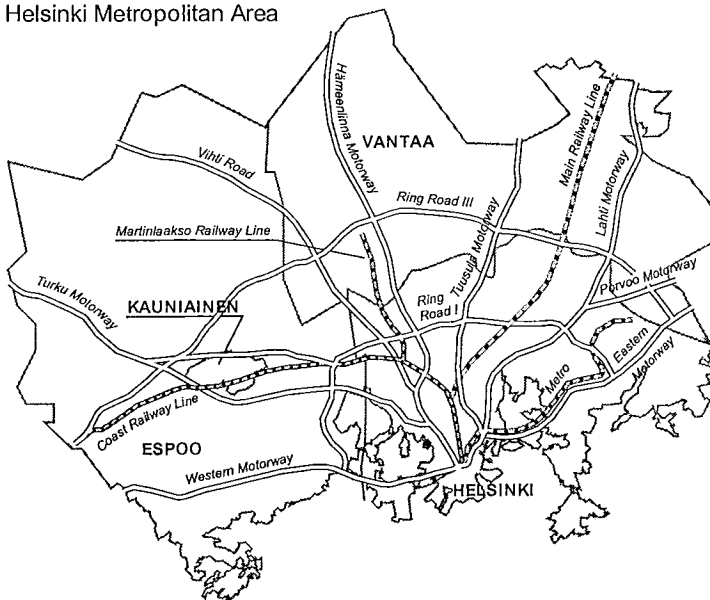 Helsinki Metropolitan Area
Hämeenlinna Motorway
VANTAA
Main Railway Line
Lahti Motorway
Vihti Road
Ring Road III
Tuusula Motorway
Martinlaakso Railway Line
Porvoo Motorway
Turku Motorway
KAUNIAINEN
Ring
Road I
Eastern
Motorway
Metro
Coast Railway Line
ESPOO
Western Motorway
HELSINKI